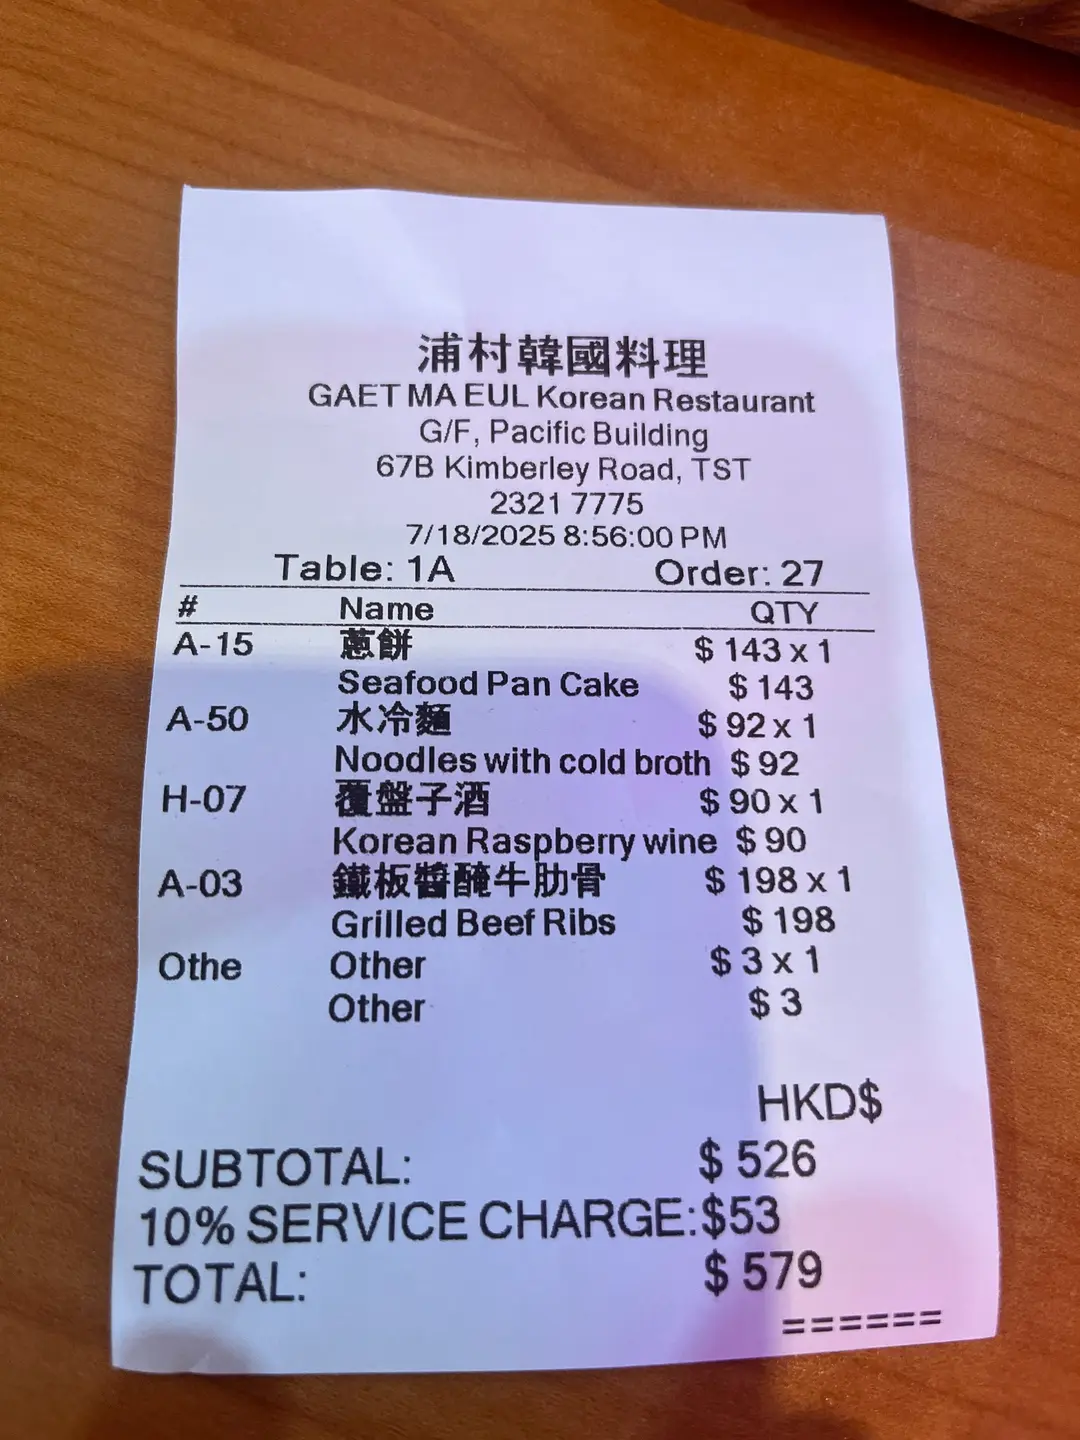 浦村韓國料理
GAET MA EUL Korean Restaurant
G/F, Pacific Building
67B Kimberley Road, TST
2321 7775
7/18/2025 8:56:00 PM
Table: 1A Order: 27
# Name QTY
A-15 蔥餅 $ 143 x 1
Seafood Pan Cake $ 143
A-50 水冷麵 $ 92 x 1
Noodles with cold broth $ 92
H-07 覆盤子酒 $ 90 x 1
Korean Raspberry wine $ 90
A-03 鐵板醬醃牛肋骨 $ 198 x 1
Grilled Beef Ribs $ 198
Othe Other $ 3 x 1
Other $ 3
HKD$
SUBTOTAL: $ 526
10% SERVICE CHARGE: $53
TOTAL: $ 579
======